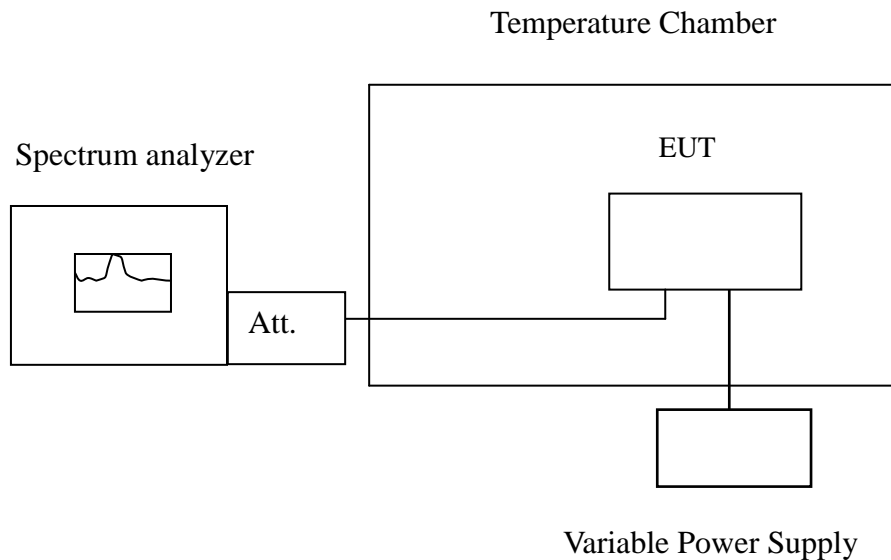 Temperature Chamber
EUT
Spectrum analyzer
Att.
Variable Power Supply